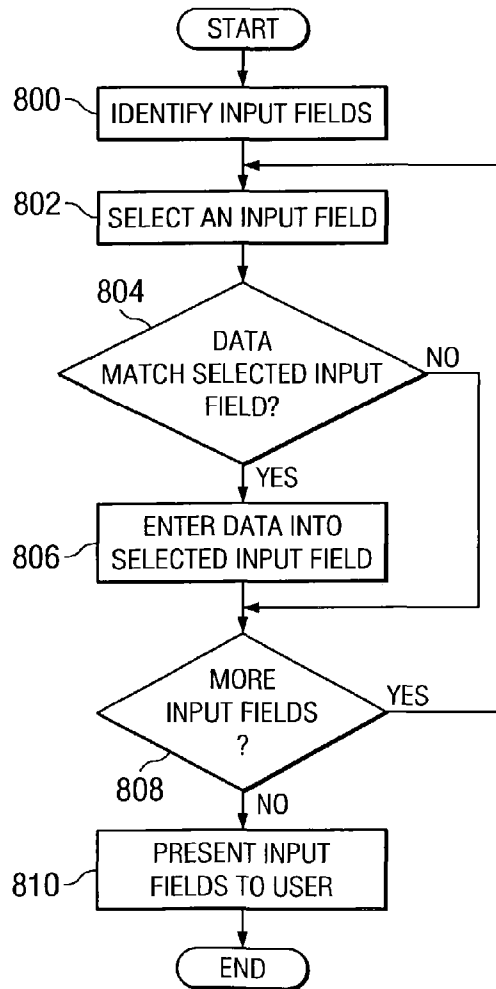 START
800
IDENTIFY INPUT FIELDS
802
SELECT AN INPUT FIELD
804
DATA
MATCH SELECTED INPUT
FIELD?
NO
YES
806
ENTER DATA INTO
SELECTED INPUT FIELD
MORE
INPUT FIELDS
?
YES
808
NO
810
PRESENT INPUT
FIELDS TO USER
END